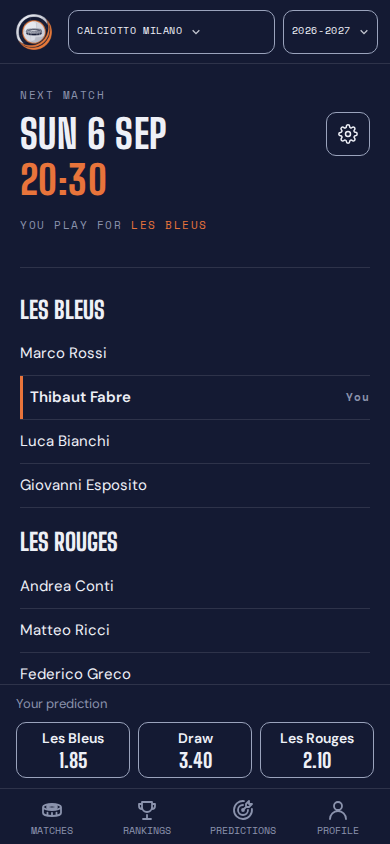 CALCIOTTO MILANO
2026-2027
NEXT MATCH
SUN 6 SEP
20:30
YOU PLAY FOR LES BLEUS
LES BLEUS
Marco Rossi
Thibaut Fabre You
Luca Bianchi
Giovanni Esposito
LES ROUGES
Andrea Conti
Matteo Ricci
Federico Greco
Your prediction
Les Bleus
1.85
Draw
3.40
Les Rouges
2.10
MATCHES
RANKINGS
PREDICTIONS
PROFILE